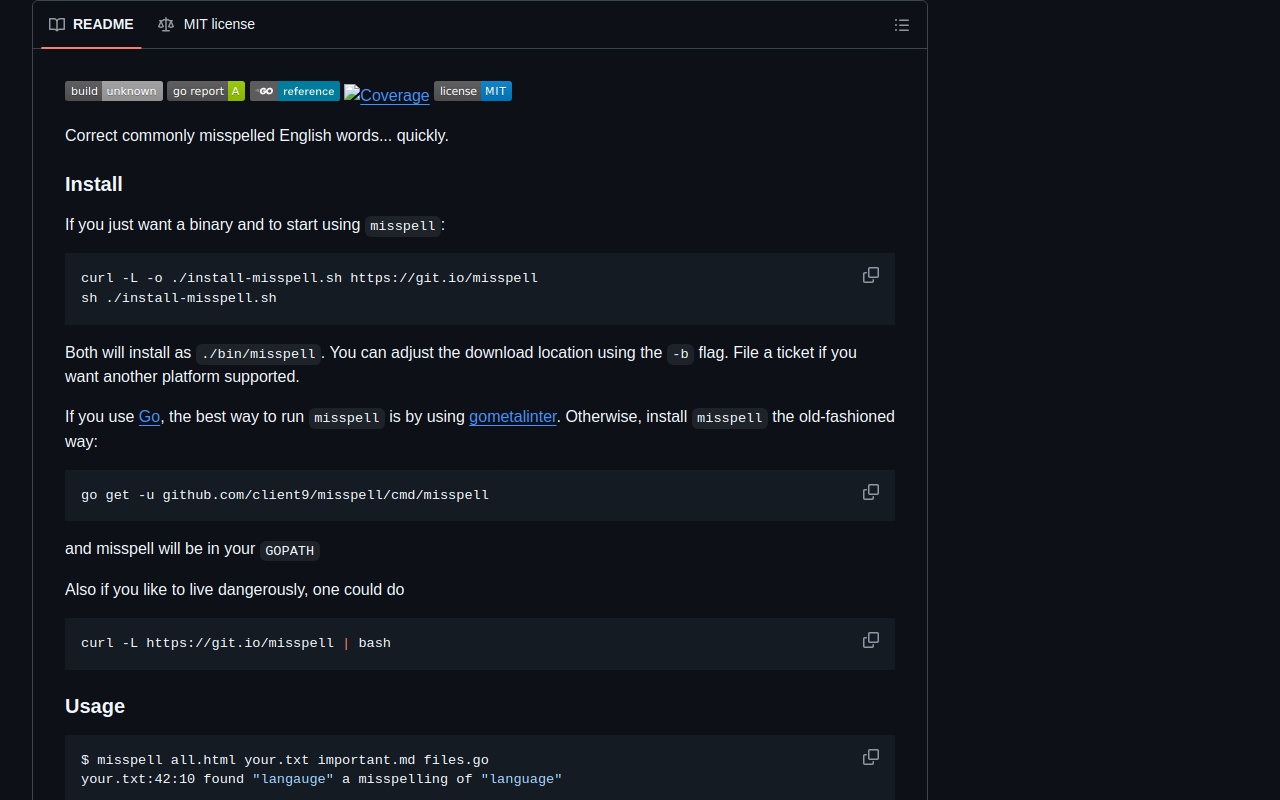 README MIT license
build unknown go report A GO reference Coverage license MIT
Correct commonly misspelled English words... quickly.
Install
If you just want a binary and to start using misspell:
curl -L -o ./install-misspell.sh https://git.io/misspell
sh ./install-misspell.sh
Both will install as ./bin/misspell. You can adjust the download location using the -b flag. File a ticket if you
want another platform supported.
If you use Go, the best way to run misspell is by using gometalinter. Otherwise, install misspell the old-fashioned
way:
go get -u github.com/client9/misspell/cmd/misspell
and misspell will be in your GOPATH
Also if you like to live dangerously, one could do
curl -L https://git.io/misspell | bash
Usage
$ misspell all.html your.txt important.md files.go
your.txt:42:10 found "langauge" a misspelling of "language"